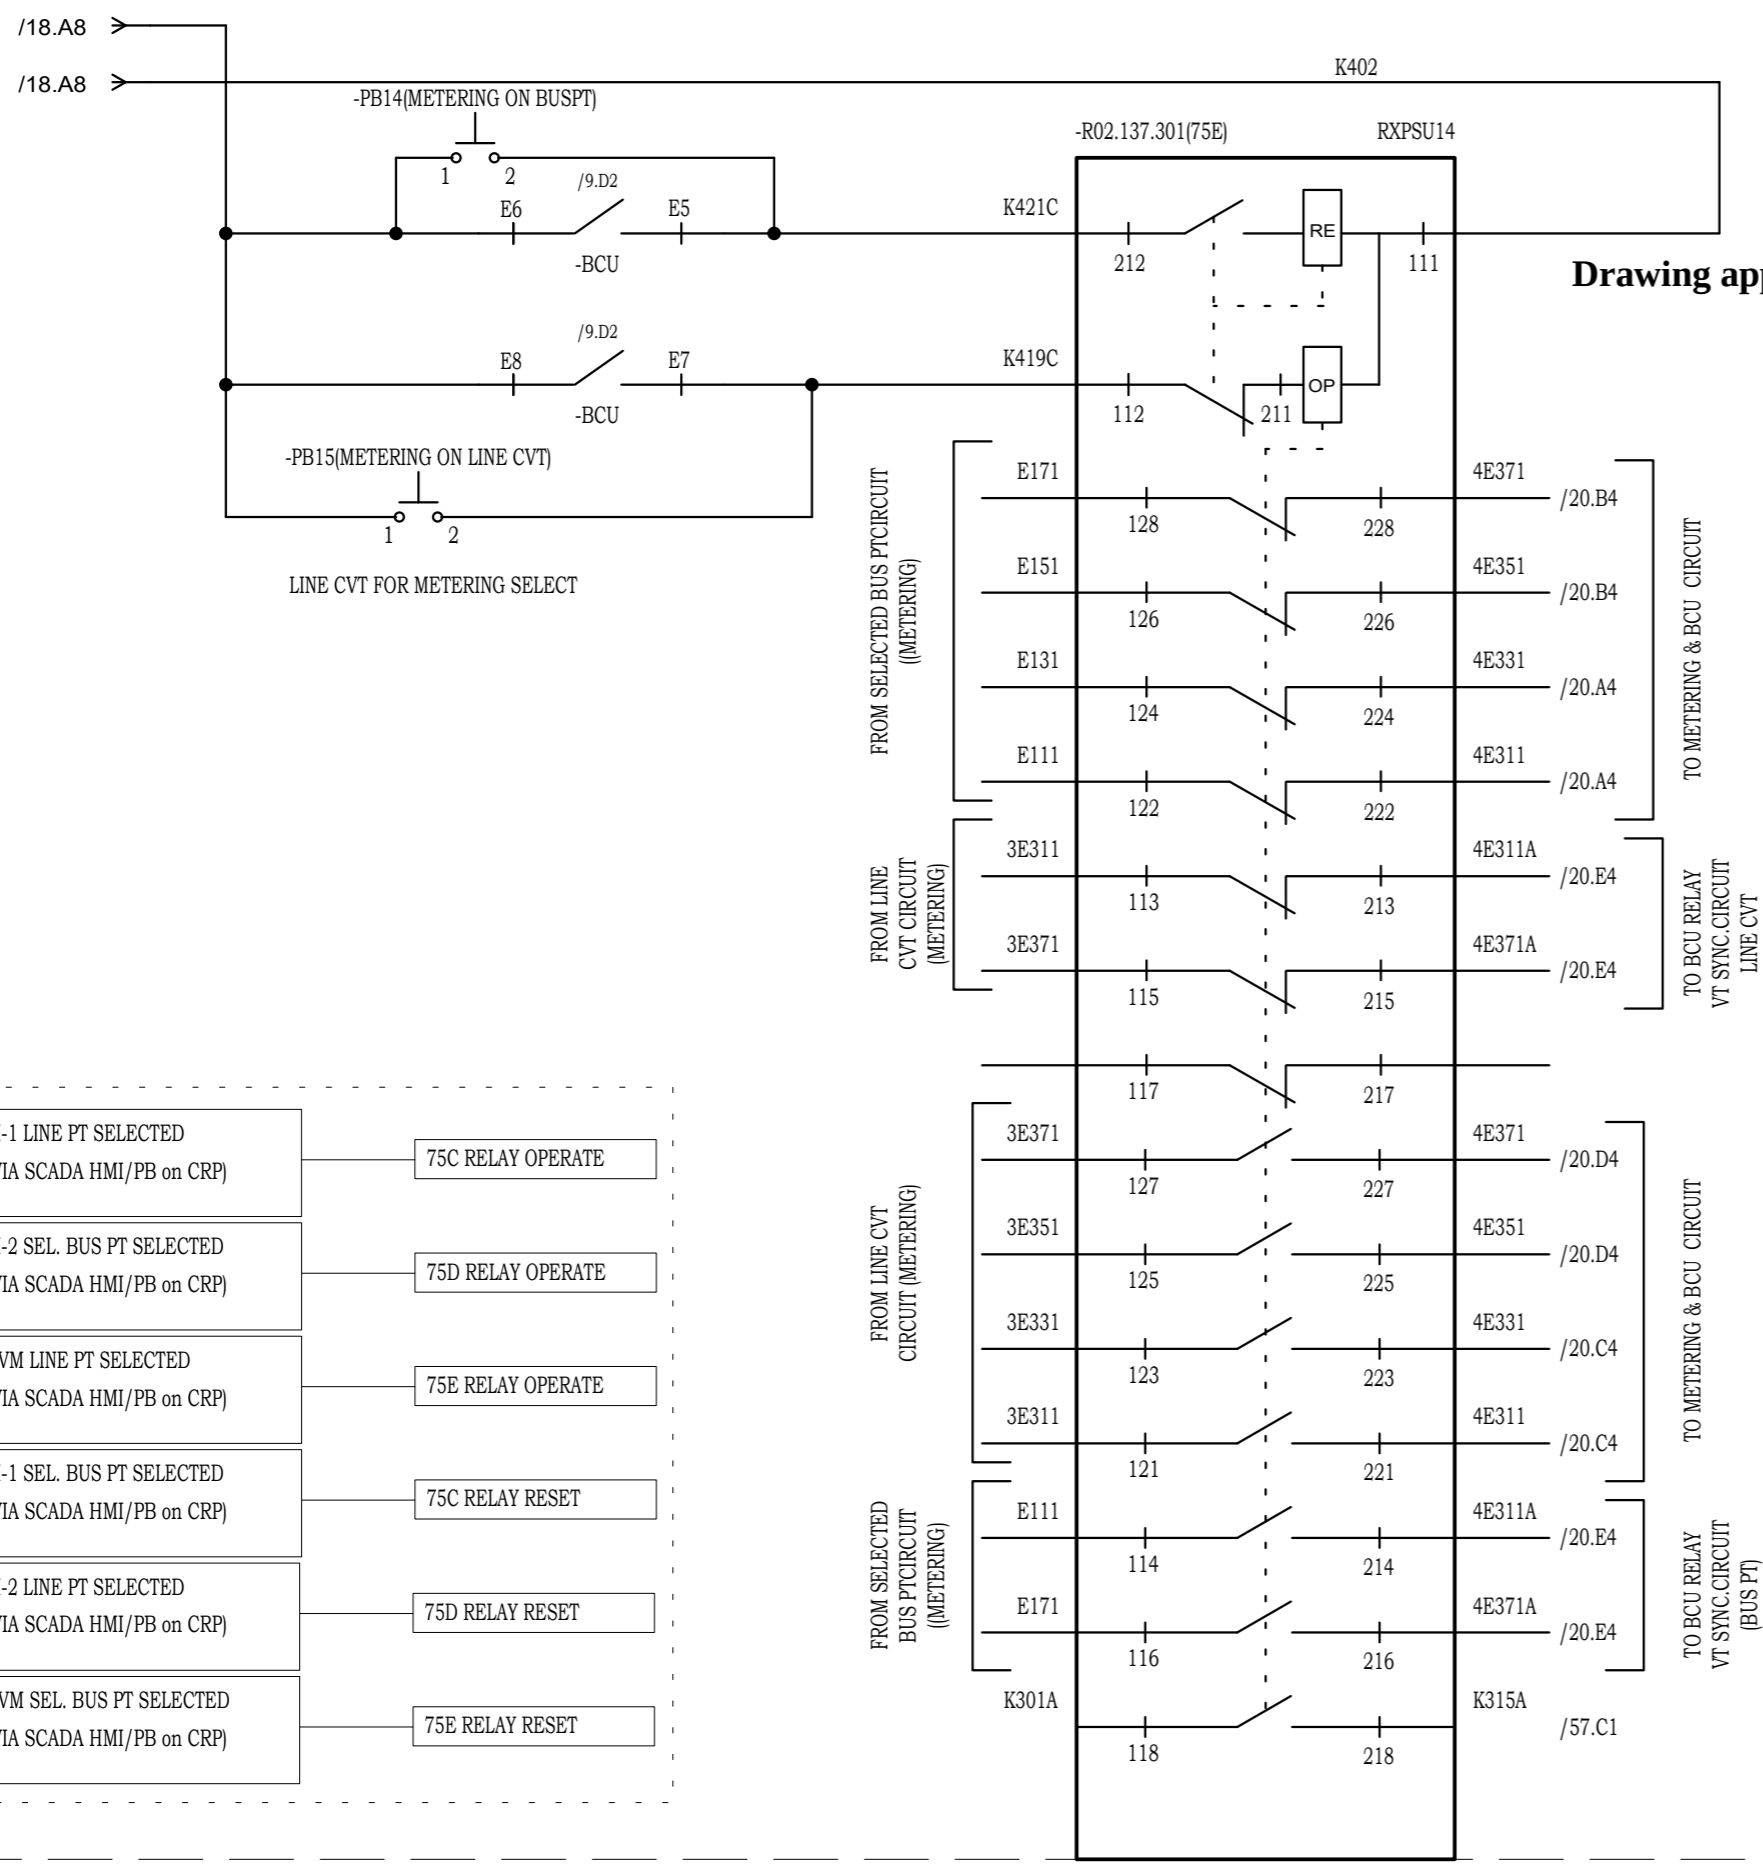 /18.A8
/18.A8
K402
-PB14(METERING ON BUSPT)
1
2
/9.D2
E6
E5
-BCU
-R02.137.301(75E)
RXPSU14
K421C
212
RE
111
Drawing
/9.D2
E8
E7
-BCU
K419C
112
211
OP
-PB15(METERING ON LINE CVT)
1
2
LINE CVT FOR METERING SELECT
FROM SELECTED BUS PTCIRCUIT
((METERING)
E171
128
228
4E371
/20.B4
E151
126
226
4E351
/20.B4
E131
124
224
4E331
/20.A4
E111
122
222
4E311
/20.A4
TO METERING & BCU CIRCUIT
FROM LINE
CVT CIRCUIT
(METERING)
3E311
113
213
4E311A
/20.E4
3E371
115
215
4E371A
/20.E4
TO BCU RELAY
VT SYNC.CIRCUIT
LINE CVT
117
217
FROM LINE CVT
CIRCUIT (METERING)
3E371
127
227
4E371
/20.D4
3E351
125
225
4E351
/20.D4
3E331
123
223
4E331
/20.C4
3E311
121
221
4E311
/20.C4
TO METERING & BCU CIRCUIT
FROM SELECTED
BUS PTCIRCUIT
((METERING)
E111
114
214
4E311A
/20.E4
E171
116
216
4E371A
/20.E4
TO BCU RELAY
VT SYNC.CIRCUIT
(BUS PT)
K301A
118
218
K315A
/57.C1
-1 LINE PT SELECTED
SCADA HMI/PB on CRP)
75C RELAY OPERATE
-2 SEL. BUS PT SELECTED
SCADA HMI/PB on CRP)
75D RELAY OPERATE
VM LINE PT SELECTED
SCADA HMI/PB on CRP)
75E RELAY OPERATE
-1 SEL. BUS PT SELECTED
SCADA HMI/PB on CRP)
75C RELAY RESET
-2 LINE PT SELECTED
SCADA HMI/PB on CRP)
75D RELAY RESET
VM SEL. BUS PT SELECTED
SCADA HMI/PB on CRP)
75E RELAY RESET